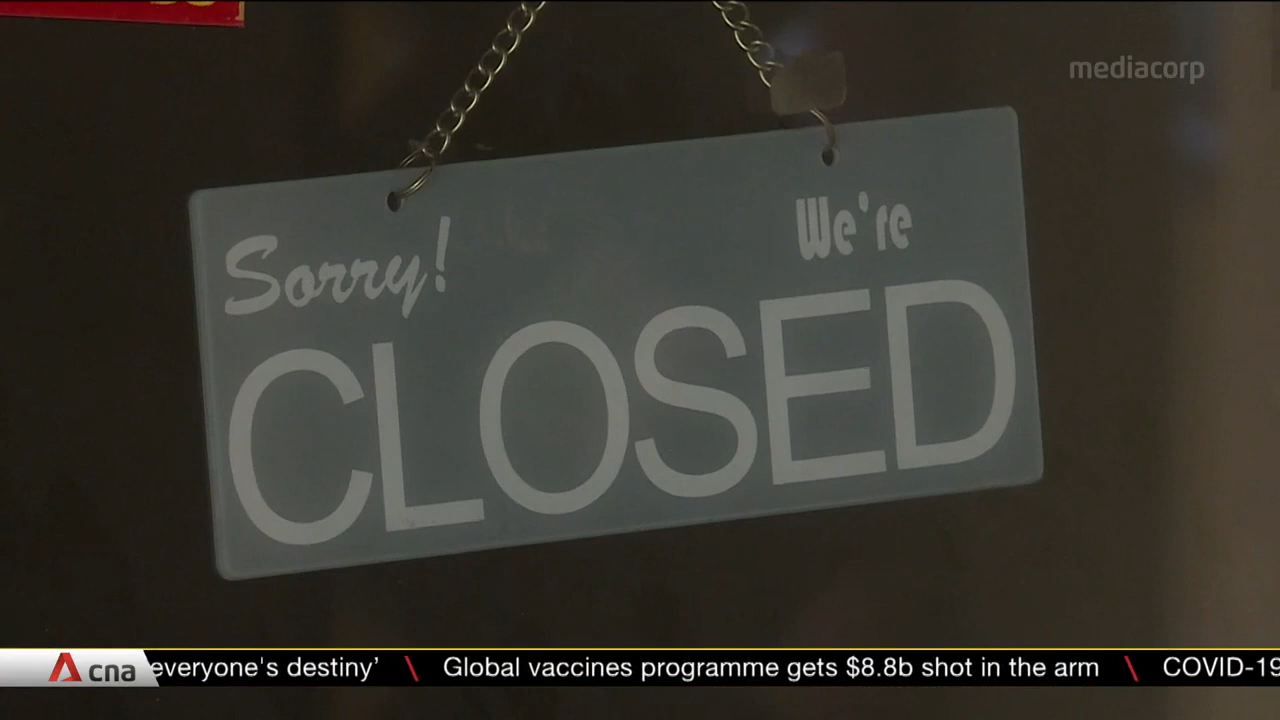 mediacorp
Sorry! We're
CLOSED
cna everyone's destiny' \ Global vaccines programme gets $8.8b shot in the arm \ COVID-19